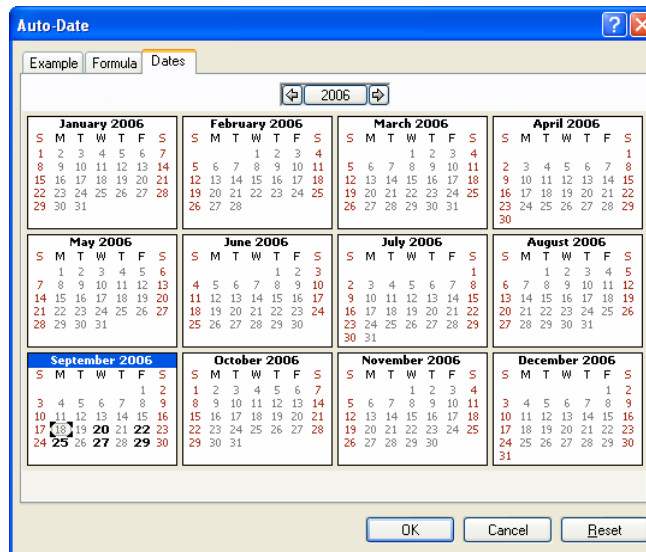 Auto-Date
?
Example Formula Dates
2006
January 2006
S M T W T F S
1 2 3 4 5 6 7
8 9 10 11 12 13 14
15 16 17 18 19 20 21
22 23 24 25 26 27 28
29 30 31
February 2006
S M T W T F S
1 2 3 4
5 6 7 8 9 10 11
12 13 14 15 16 17 18
19 20 21 22 23 24 25
26 27 28
March 2006
S M T W T F S
1 2 3 4
5 6 7 8 9 10 11
12 13 14 15 16 17 18
19 20 21 22 23 24 25
26 27 28 29 30 31
April 2006
S M T W T F S
1
2 3 4 5 6 7 8
9 10 11 12 13 14 15
16 17 18 19 20 21 22
23 24 25 26 27 28 29
30
May 2006
S M T W T F S
1 2 3 4 5 6
7 8 9 10 11 12 13
14 15 16 17 18 19 20
21 22 23 24 25 26 27
28 29 30 31
June 2006
S M T W T F S
1 2 3
4 5 6 7 8 9 10
11 12 13 14 15 16 17
18 19 20 21 22 23 24
25 26 27 28 29 30
July 2006
S M T W T F S
1
2 3 4 5 6 7 8
9 10 11 12 13 14 15
16 17 18 19 20 21 22
23 24 25 26 27 28 29
30 31
August 2006
S M T W T F S
1 2 3 4 5
6 7 8 9 10 11 12
13 14 15 16 17 18 19
20 21 22 23 24 25 26
27 28 29 30 31
September 2006
S M T W T F S
1 2
3 4 5 6 7 8 9
10 11 12 13 14 15 16
17 18 19 20 21 22 23
24 25 26 27 28 29 30
October 2006
S M T W T F S
1 2 3 4 5 6 7
8 9 10 11 12 13 14
15 16 17 18 19 20 21
22 23 24 25 26 27 28
29 30 31
November 2006
S M T W T F S
1 2 3 4
5 6 7 8 9 10 11
12 13 14 15 16 17 18
19 20 21 22 23 24 25
26 27 28 29 30
December 2006
S M T W T F S
1 2
3 4 5 6 7 8 9
10 11 12 13 14 15 16
17 18 19 20 21 22 23
24 25 26 27 28 29 30
31
OK Cancel Reset